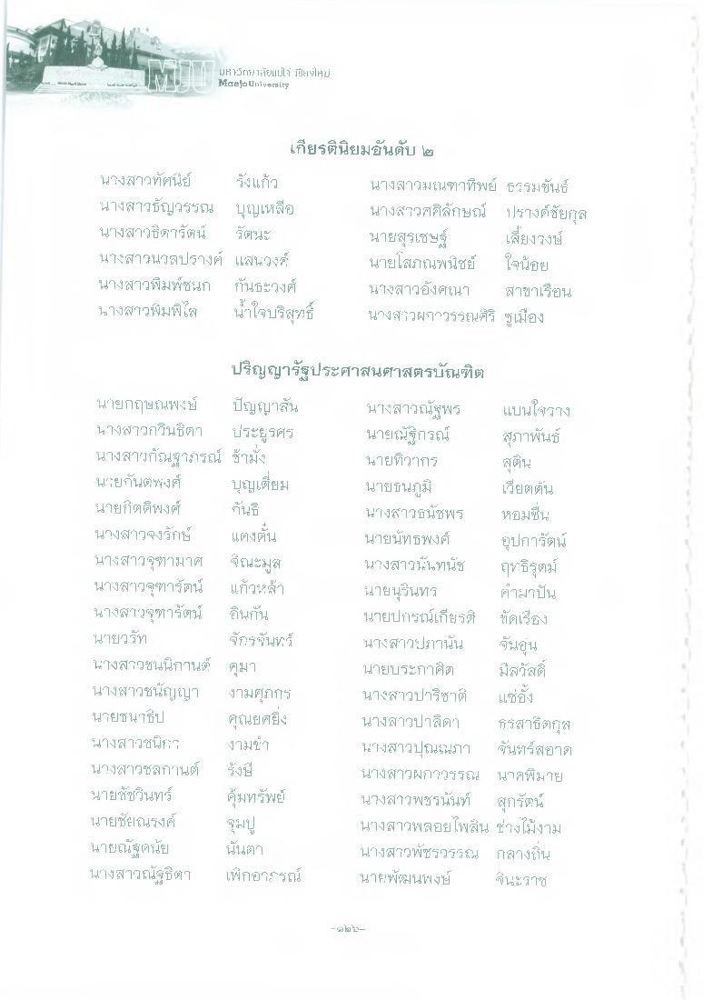 MJU
มหาวิทยาลัยแม่โจ้ เชียงใหม่
Maejo University
เกียรตินิยมอันดับ ๒
นางสาวทัศนีย์ รังแก้ว
นางสาวธัญวรรณ บุญเหลือ
นางสาวธิดารัตน์ รัตนะ
นางสาวนวลปรางค์ แสนวงค์
นางสาวพิมพ์ชนก กันธะวงศ์
นางสาวพิมพิไล น้ำใจบริสุทธิ์
นางสาวมณฑาทิพย์ ธรรมขันธ์
นางสาวศศิลักษณ์ ปรางค์ชัยกุล
นายสุรเชษฐ์ เลี้ยงวงษ์
นายโสภณพนิชย์ ใจน้อย
นางสาวอังคณา สาขาเรือน
นางสาวผกาวรรณศิริ ชูเมือง
ปริญญารัฐประศาสนศาสตรบัณฑิต
นายกฤษณพงษ์ ปัญญาสัน
นางสาวกวินธิดา ประยูรศร
นางสาวกัณฐาภรณ์ ช้ามั่ง
นายกันตพงศ์ บุญเตี่ยม
นายกิตติพงศ์ กันธิ
นางสาวจงรักษ์ แตงตั๋น
นางสาวจุฑามาศ จิณะมูล
นางสาวจุฑารัตน์ แก้วหล้า
นางสาวจุฑารัตน์ อินกัน
นายวรัท จักรจันทร์
นางสาวชนนิกานต์ คุมา
นางสาวชนัญญา งามศุภกร
นายชนาธิป คุณยศยิ่ง
นางสาวชนิกา งามขำ
นางสาวชลกานต์ รังษี
นายชัชวินทร์ คุ้มทรัพย์
นายชัยณรงค์ จุมปู
นายณัฐดนัย นันตา
นางสาวณัฐธิดา เพิกอาภรณ์
นางสาวณัฐพร แบนใจวาง
นายณัฐิกรณ์ สุภาพันธ์
นายทิวากร สุติน
นายธนภูมิ เวียตตัน
นางสาวธนัชพร หอมชื่น
นายนัทธพงค์ อุปการัตน์
นางสาวนันทนัช ฤทธิรุตม์
นายนุรินทร คำมาปัน
นายปกรณ์เกียรติ ขัดเรือง
นางสาวปภานัน จันอุ่น
นายประกาศิต มีสวัสดิ์
นางสาวปาริชาติ แซ่อั้ง
นางสาวปาลิดา ธรสาธิตกุล
นางสาวปุณณภา จันทร์สอาด
นางสาวผกาวรรณ นาคพิมาย
นางสาวพชรนันท์ สุกรัตน์
นางสาวพลอยไพลิน ช่างไม้งาม
นางสาวพัชรวรรณ กลางถิ่น
นายพัฒนพงษ์ จินะราช
-๑๒๖-